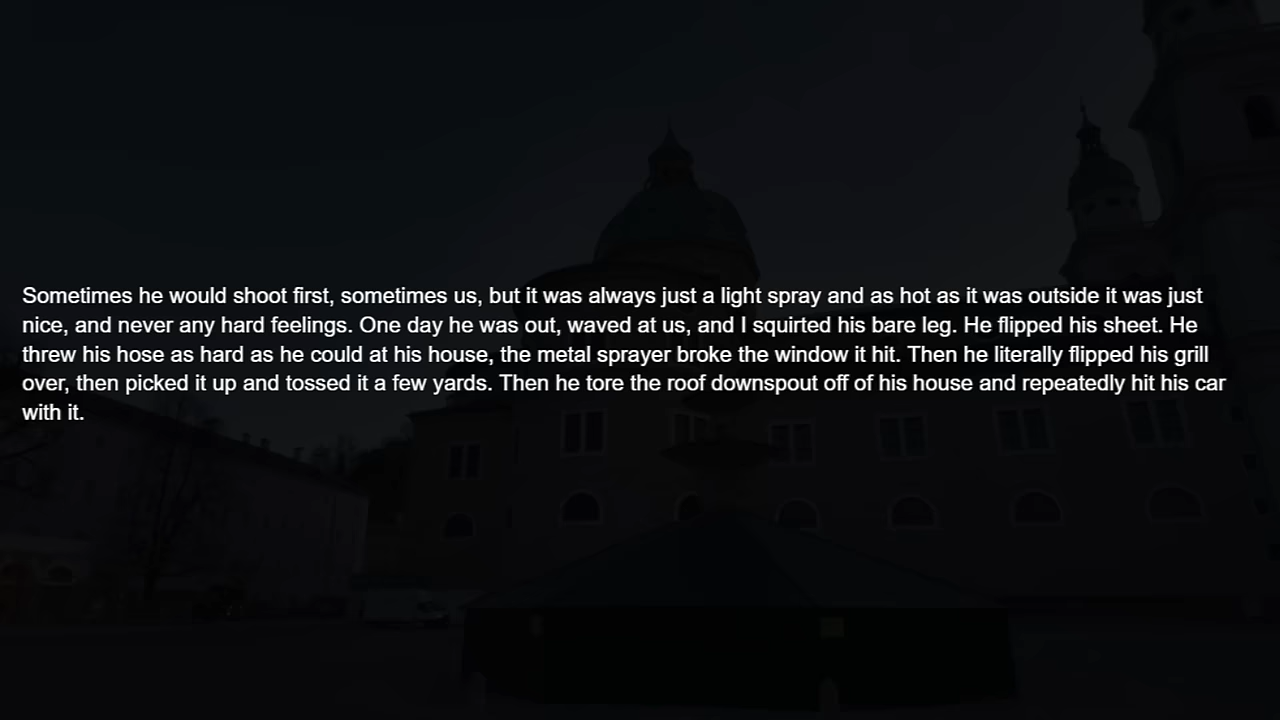 Sometimes he would shoot first, sometimes us, but it was always just a light spray and as hot as it was outside it was just
nice, and never any hard feelings. One day he was out, waved at us, and I squirted his bare leg. He flipped his sheet. He
threw his hose as hard as he could at his house, the metal sprayer broke the window it hit. Then he literally flipped his grill
over, then picked it up and tossed it a few yards. Then he tore the roof downspout off of his house and repeatedly hit his car
with it.